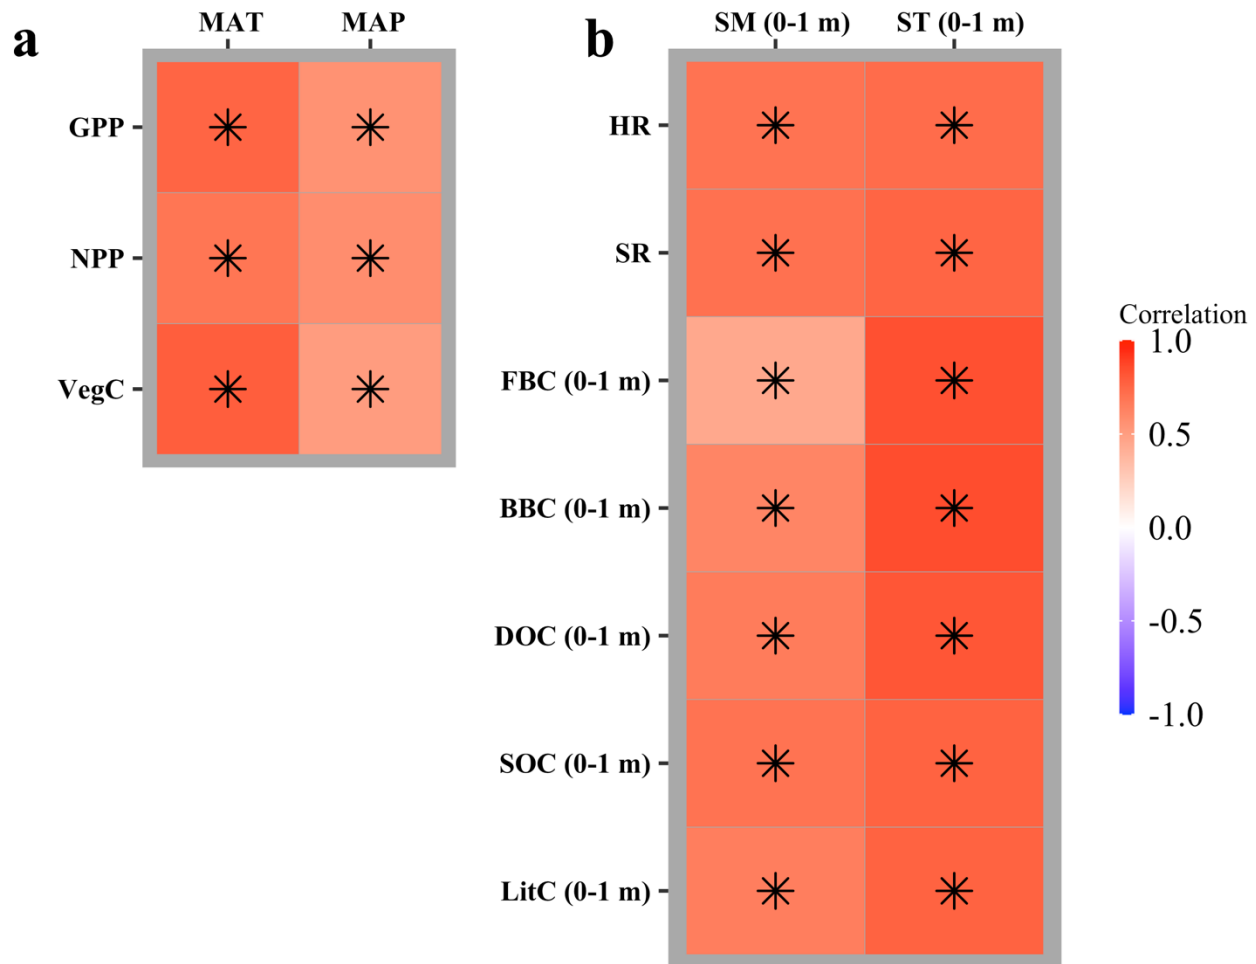 a
MAT MAP
GPP
NPP
VegC
b
SM (0-1 m) ST (0-1 m)
HR
SR
FBC (0-1 m)
BBC (0-1 m)
DOC (0-1 m)
SOC (0-1 m)
LitC (0-1 m)
Correlation
1.0
0.5
0.0
-0.5
-1.0